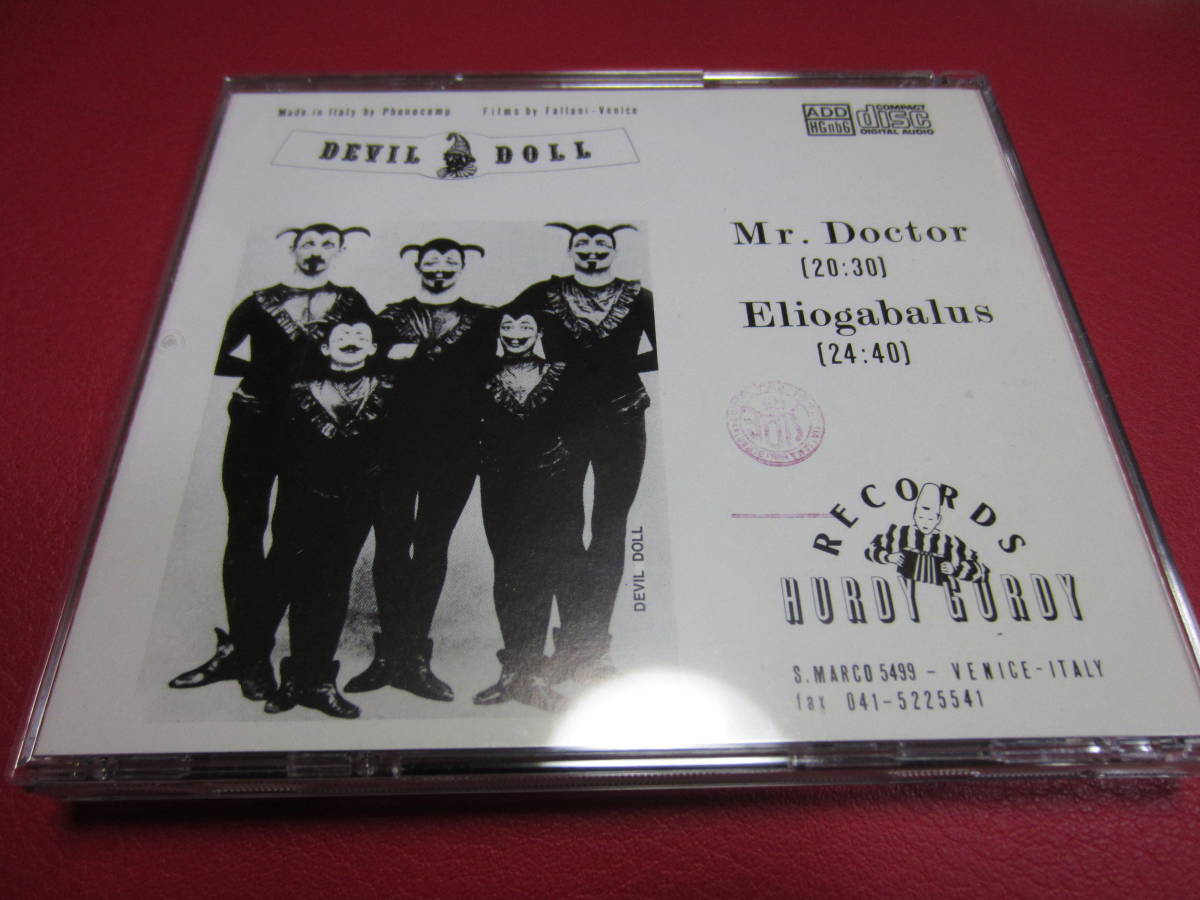 Made in Italy by Phonocomp Films by Fallani-Venice
DEVIL DOLL
ADD
HGnb6
COMPACT
disc
DIGITAL AUDIO
Mr. Doctor
(20:30)
Eliogabalus
(24:40)
DEVIL DOLL
RECORDS
HURDY GURDY
S. MARCO 5499 - VENICE-ITALY
fax 041-5225541